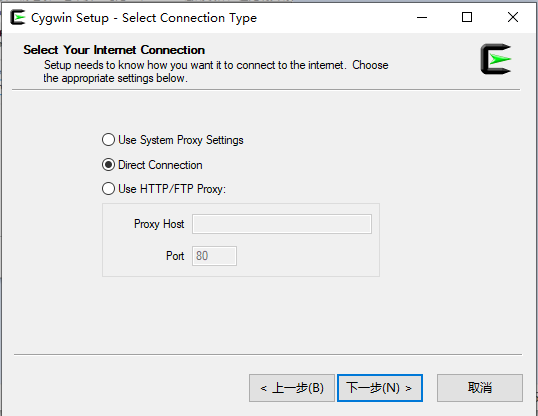 Cygwin Setup - Select Connection Type
Select Your Internet Connection
Setup needs to know how you want it to connect to the internet.  Choose
the appropriate settings below.
Use System Proxy Settings
Direct Connection
Use HTTP/FTP Proxy:
Proxy Host
Port 80
< 上一步(B) 下一步(N) > 取消